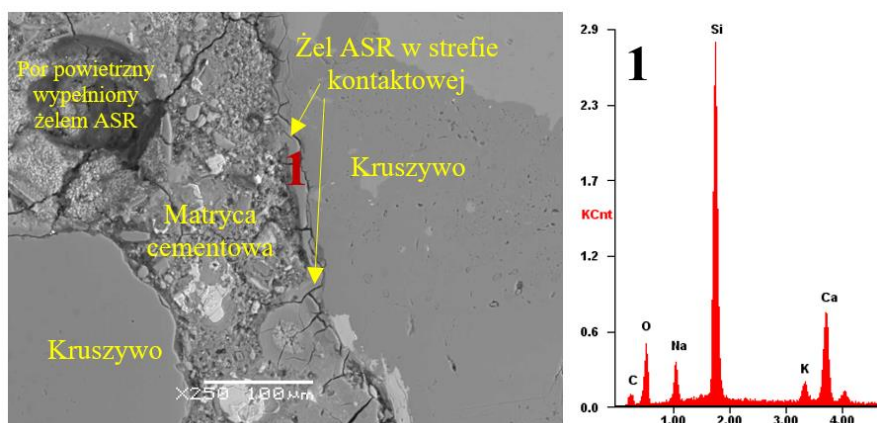 Por powietrzny
wypełniony
żelem ASR
Żel ASR w strefie
kontaktowej
1
Kruszywo
Matryca
cementowa
Kruszywo
X250 100µm
1
2.9
2.3
1.7
KCnt
1.2
0.6
0.0
C
O
Na
Si
K
Ca
1.00
2.00
3.00
4.00